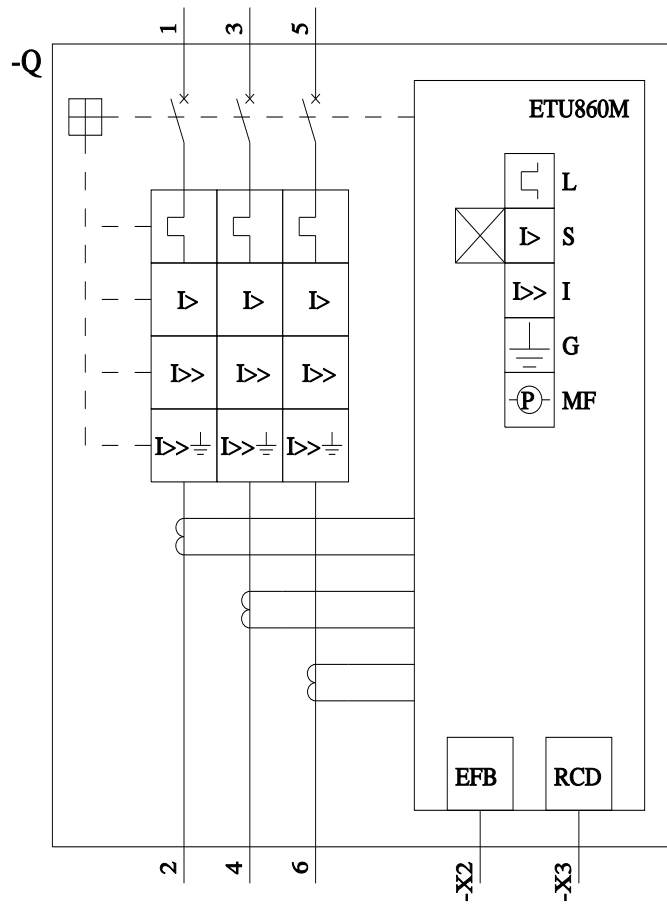 1 3 5
-Q
ETU860M
L
I> I> I> I> S
I>> I
I>> I>> I>> G
P MF
I>> I>> I>>
EFB RCD
2 4 6 -X2 -X3